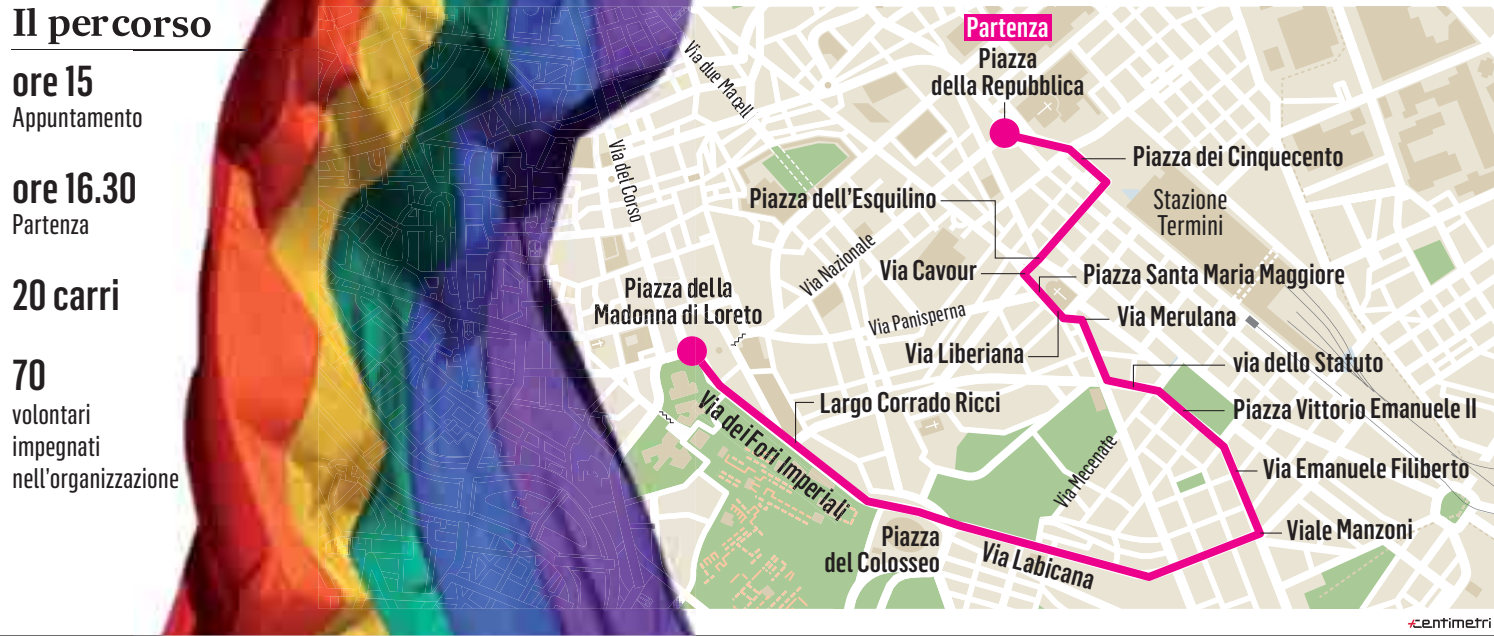 Il percorso
ore 15
Appuntamento
ore 16.30
Partenza
20 carri
70
volontari
impegnati
nell'organizzazione
Partenza
Piazza
della Repubblica
Via due Macell
Via del Corso
Piazza dei Cinquecento
Piazza dell'Esquilino
Stazione
Termini
Via Nazionale
Via Cavour
Piazza Santa Maria Maggiore
Piazza della
Madonna di Loreto
Via Panisperna
Via Merulana
Via Liberiana
via dello Statuto
Largo Corrado Ricci
Piazza Vittorio Emanuele II
Via dei Fori Imperiali
Via Mecenate
Via Emanuele Filiberto
Piazza
del Colosseo
Viale Manzoni
Via Labicana
centimetri